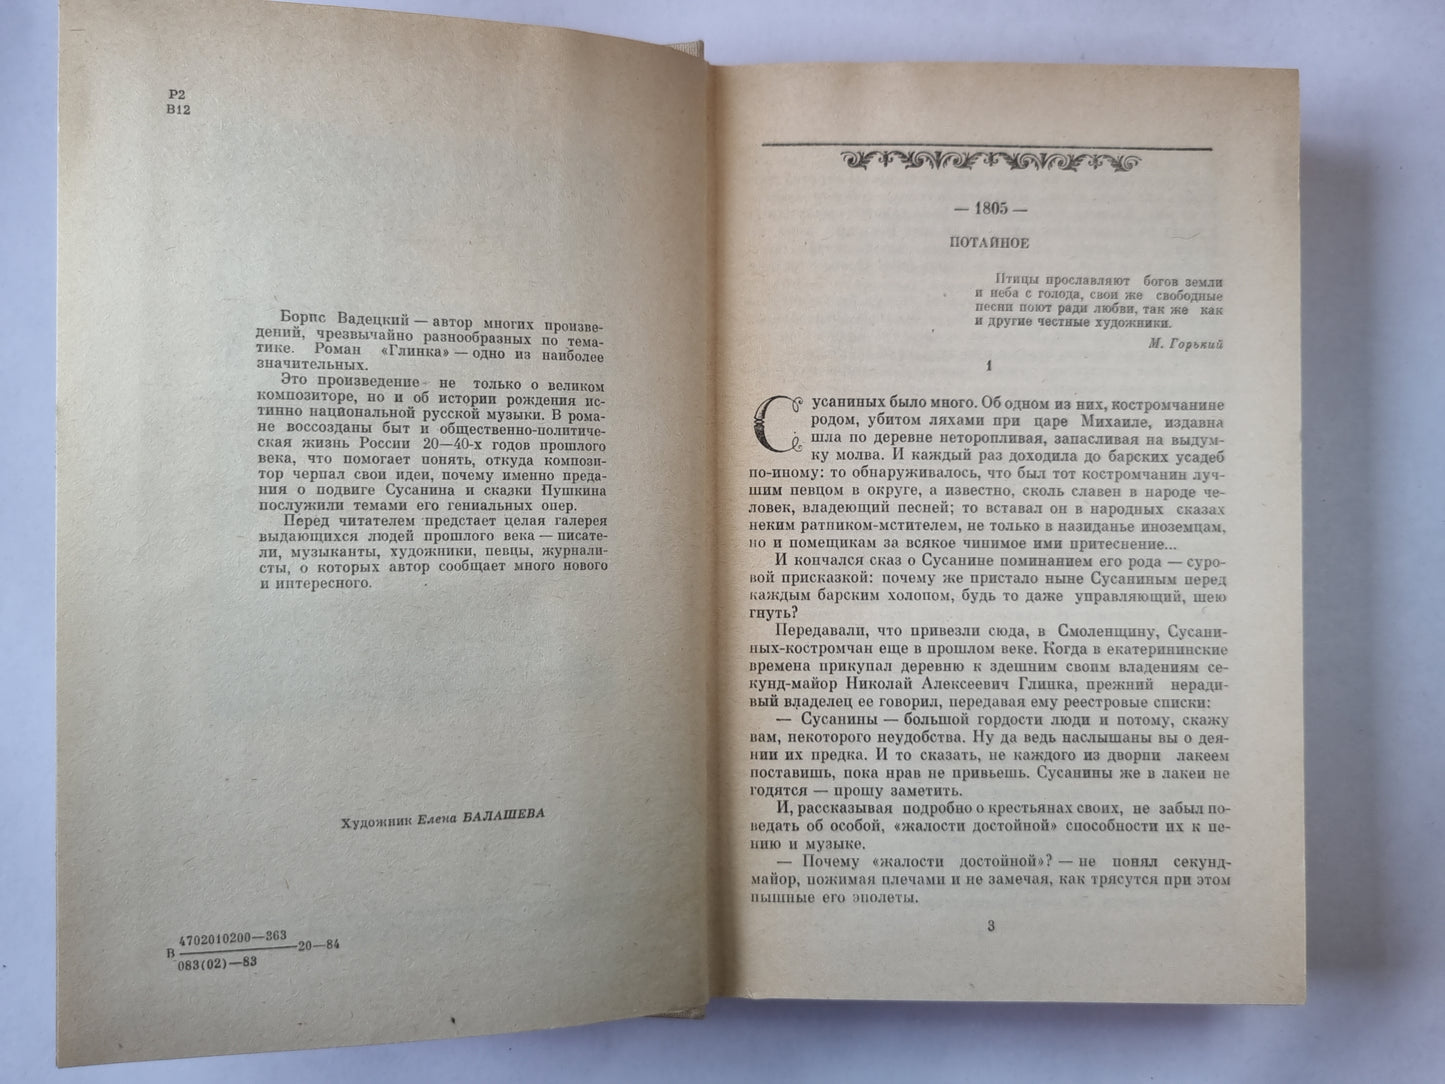 Р2
В12
Борис Вадецкий — автор многих произве-
дений, чрезвычайно разнообразных по тема-
тике. Роман «Глинка» — одно из наиболее
значительных.
Это произведение не только о великом
композиторе, но и об истории рождения ис-
тинно национальной русской музыки. В рома-
не воссозданы быт и общественно-политиче-
ская жизнь России 20—40-х годов прошлого
века, что помогает понять, откуда компози-
тор черпал свои идеи, почему именно преда-
ния о подвиге Сусанина и сказки Пушкина
послужили темами его гениальных опер.
Перед читателем предстает целая галерея
выдающихся людей прошлого века — писате-
ли, музыканты, художники, певцы, журнали-
сты, о которых автор сообщает много нового
и интересного.
Художник Елена БАЛАШЕВА
В 4702010200—363 20—84
083(02)—83
— 1805 —
ПОТАЙНОЕ
Птицы прославляют богов земли
и неба с голода, свои же свободные
песни поют ради любви, так же как
и другие честные художники.
М. Горький
1
Сусаниных было много. Об одном из них, костромчанине
родом, убитом ляхами при царе Михаиле, издавна
шла по деревне неторопливая, запасливая на выдум-
ку молва. И каждый раз доходила до барских усадеб
по-иному: то обнаруживалось, что был тот костромчанин луч-
шим певцом в округе, а известно, сколь славен в народе че-
ловек, владеющий песней; то вставал он в народных сказах
неким ратником-мстителем, не только в назиданье иноземцам,
но и помещикам за всякое чинимое ими притеснение...
И кончался сказ о Сусанине поминанием его рода — суро-
вой присказкой: почему же пристало ныне Сусаниным перед
каждым барским холопом, будь то даже управляющий, шею
гнуть?
Передавали, что привезли сюда, в Смоленщину, Сусани-
ных-костромчан еще в прошлом веке. Когда в екатерининские
времена прикупал деревню к здешним своим владениям се-
кунд-майор Николай Алексеевич Глинка, прежний неради-
вый владелец ее говорил, передавая ему реестровые списки:
— Сусанины — большой гордости люди и потому, скажу
вам, некоторого неудобства. Ну да ведь наслышаны вы о дея-
нии их предка. И то сказать, не каждого из дворни лакеем
поставишь, пока нрав не привьешь. Сусанины же в лакеи не
годятся — прошу заметить.
И, рассказывая подробно о крестьянах своих, не забыл по-
ведать об особой, «жалости достойной» способности их к пе-
нию и музыке.
— Почему «жалости достойной»? — не понял секунд-
майор, пожимая плечами и не замечая, как трясутся при этом
пышные его эполеты.
3